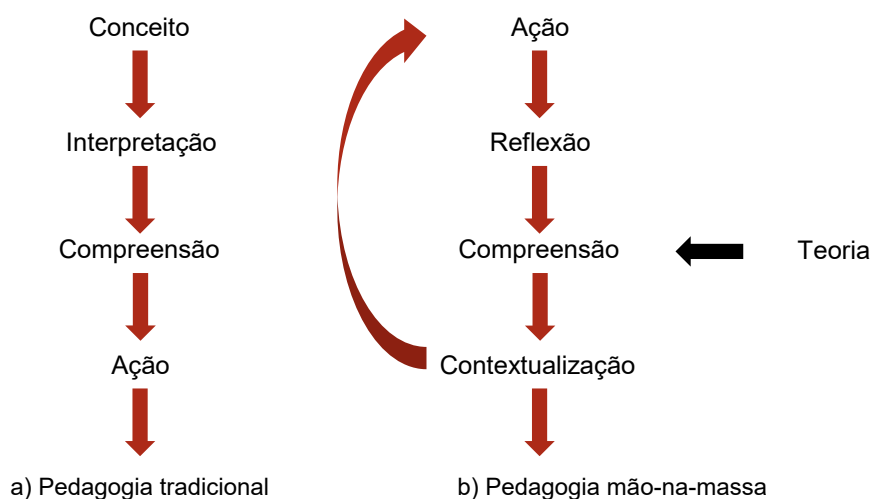 Conceito
Interpretação
Compreensão
Ação
a) Pedagogia tradicional
Ação
Reflexão
Compreensão
Teoria
Contextualização
b) Pedagogia mão-na-massa